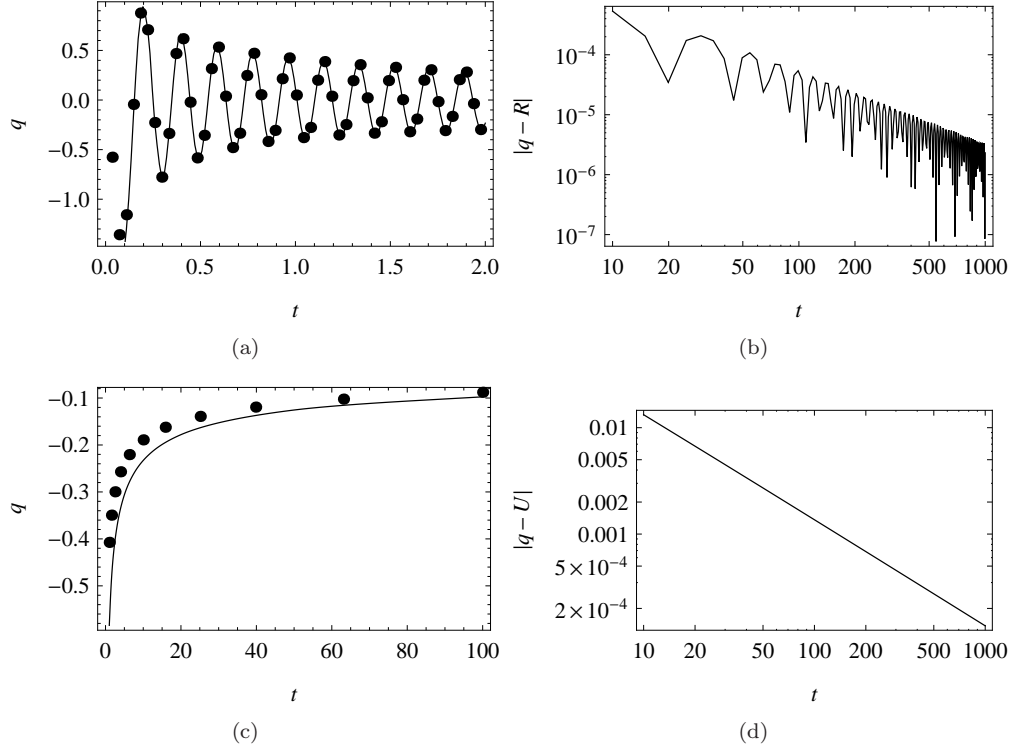 0.5
0.0
−0.5
−1.0
q
0.0 0.5 1.0 1.5 2.0
t
(a)
10⁻⁴
10⁻⁵
10⁻⁶
10⁻⁷
|q − R|
10 20 50 100 200 500 1000
t
(b)
−0.1
−0.2
−0.3
−0.4
−0.5
q
0 20 40 60 80 100
t
(c)
0.01
0.005
0.002
0.001
5×10⁻⁴
2×10⁻⁴
|q − U|
10 20 50 100 200 500 1000
t
(d)